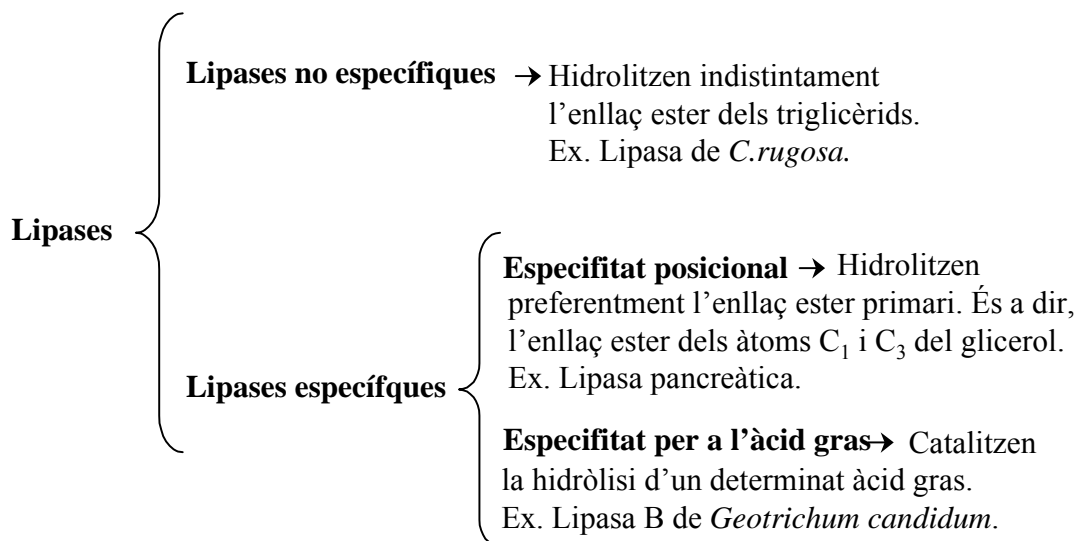 Lipases
Lipases no específiques → Hidrolitzen indistintament
l’enllaç ester dels triglicèrids.
Ex. Lipasa de C.rugosa.
Lipases específques
Especifitat posicional → Hidrolitzen
preferentment l’enllaç ester primari. És a dir,
l’enllaç ester dels àtoms C₁ i C₃ del glicerol.
Ex. Lipasa pancreàtica.
Especifitat per a l’àcid gras→ Catalitzen
la hidròlisi d’un determinat àcid gras.
Ex. Lipasa B de Geotrichum candidum.